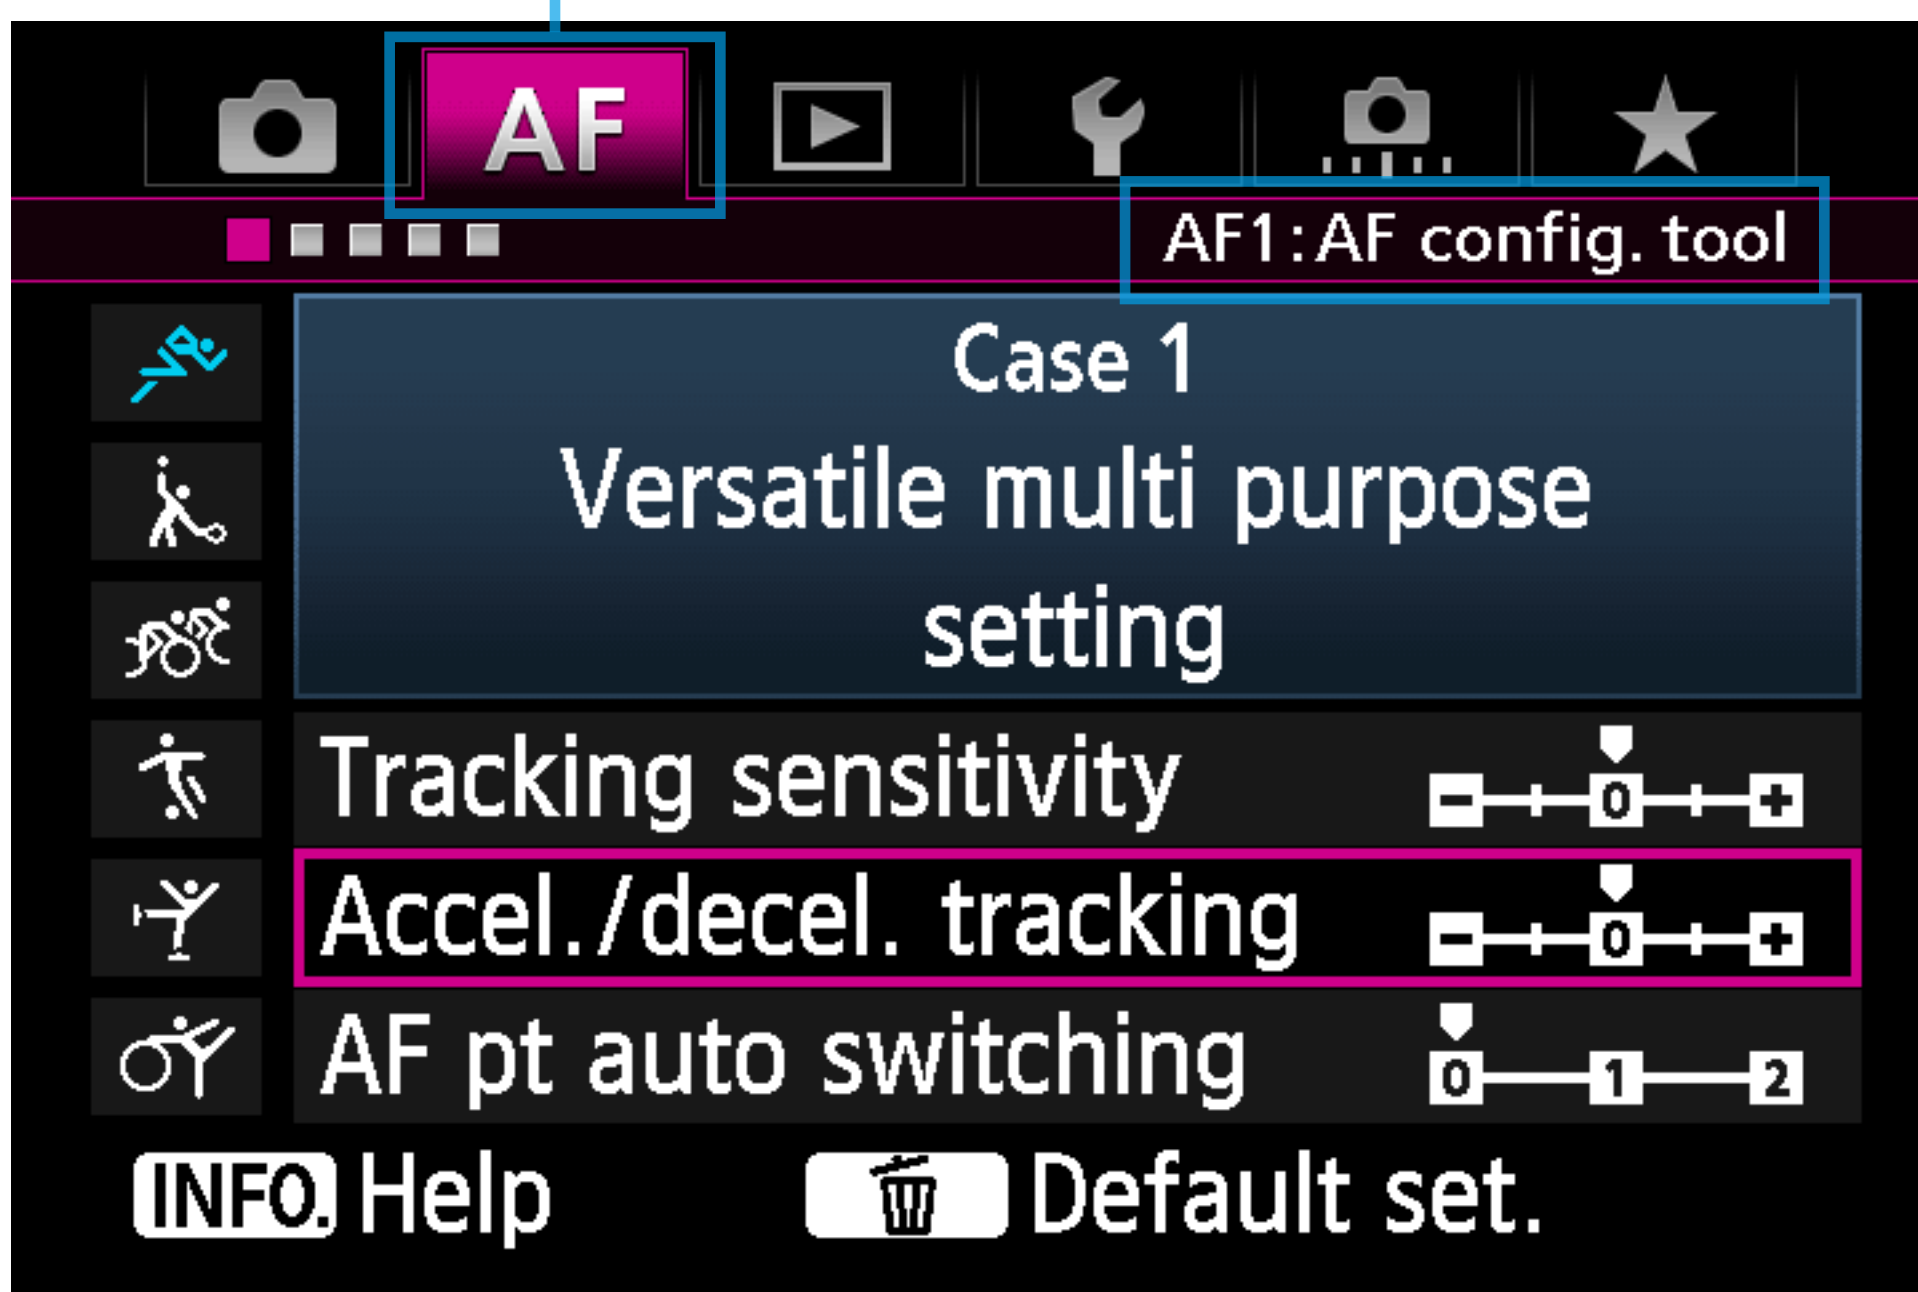 AF
AF1:AF config. tool
Case 1
Versatile multi purpose
setting
Tracking sensitivity
- 0 +
Accel./decel. tracking
- 0 +
AF pt auto switching
0 1 2
INFO. Help
Default set.